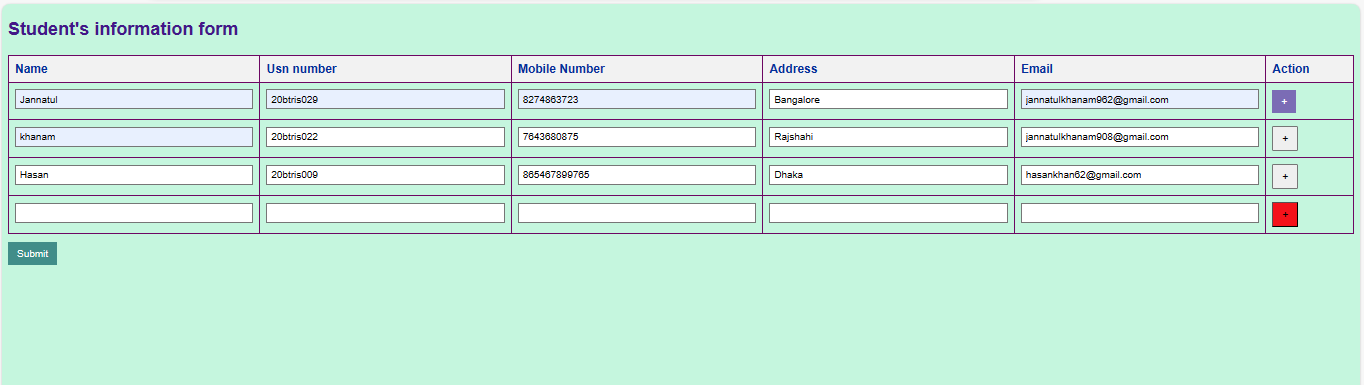 Student's information form
Name Usn number Mobile Number Address Email Action
Jannatul 20btris029 8274863723 Bangalore jannatulkhanam962@gmail.com +
khanam 20btris022 7643680875 Rajshahi jannatulkhanam908@gmail.com +
Hasan 20btris009 865467899765 Dhaka hasankhan62@gmail.com +
+
Submit